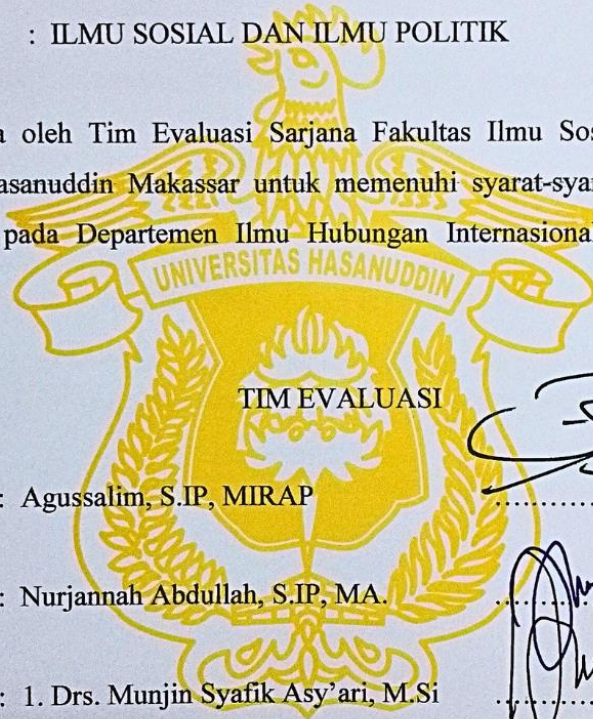 : ILMU SOSIAL DAN ILMU POLITIK
oleh Tim Evaluasi Sarjana Fakultas Ilmu Sos
asanuddin Makassar untuk memenuhi syarat-syar
pada Departemen Ilmu Hubungan Internasional
UNIVERSITAS HASANUDDIN
TIM EVALUASI
: Agussalim, S.IP, MIRAP ............
: Nurjannah Abdullah, S.IP, MA. ............
: 1. Drs. Munjin Syafik Asy'ari, M.Si ............